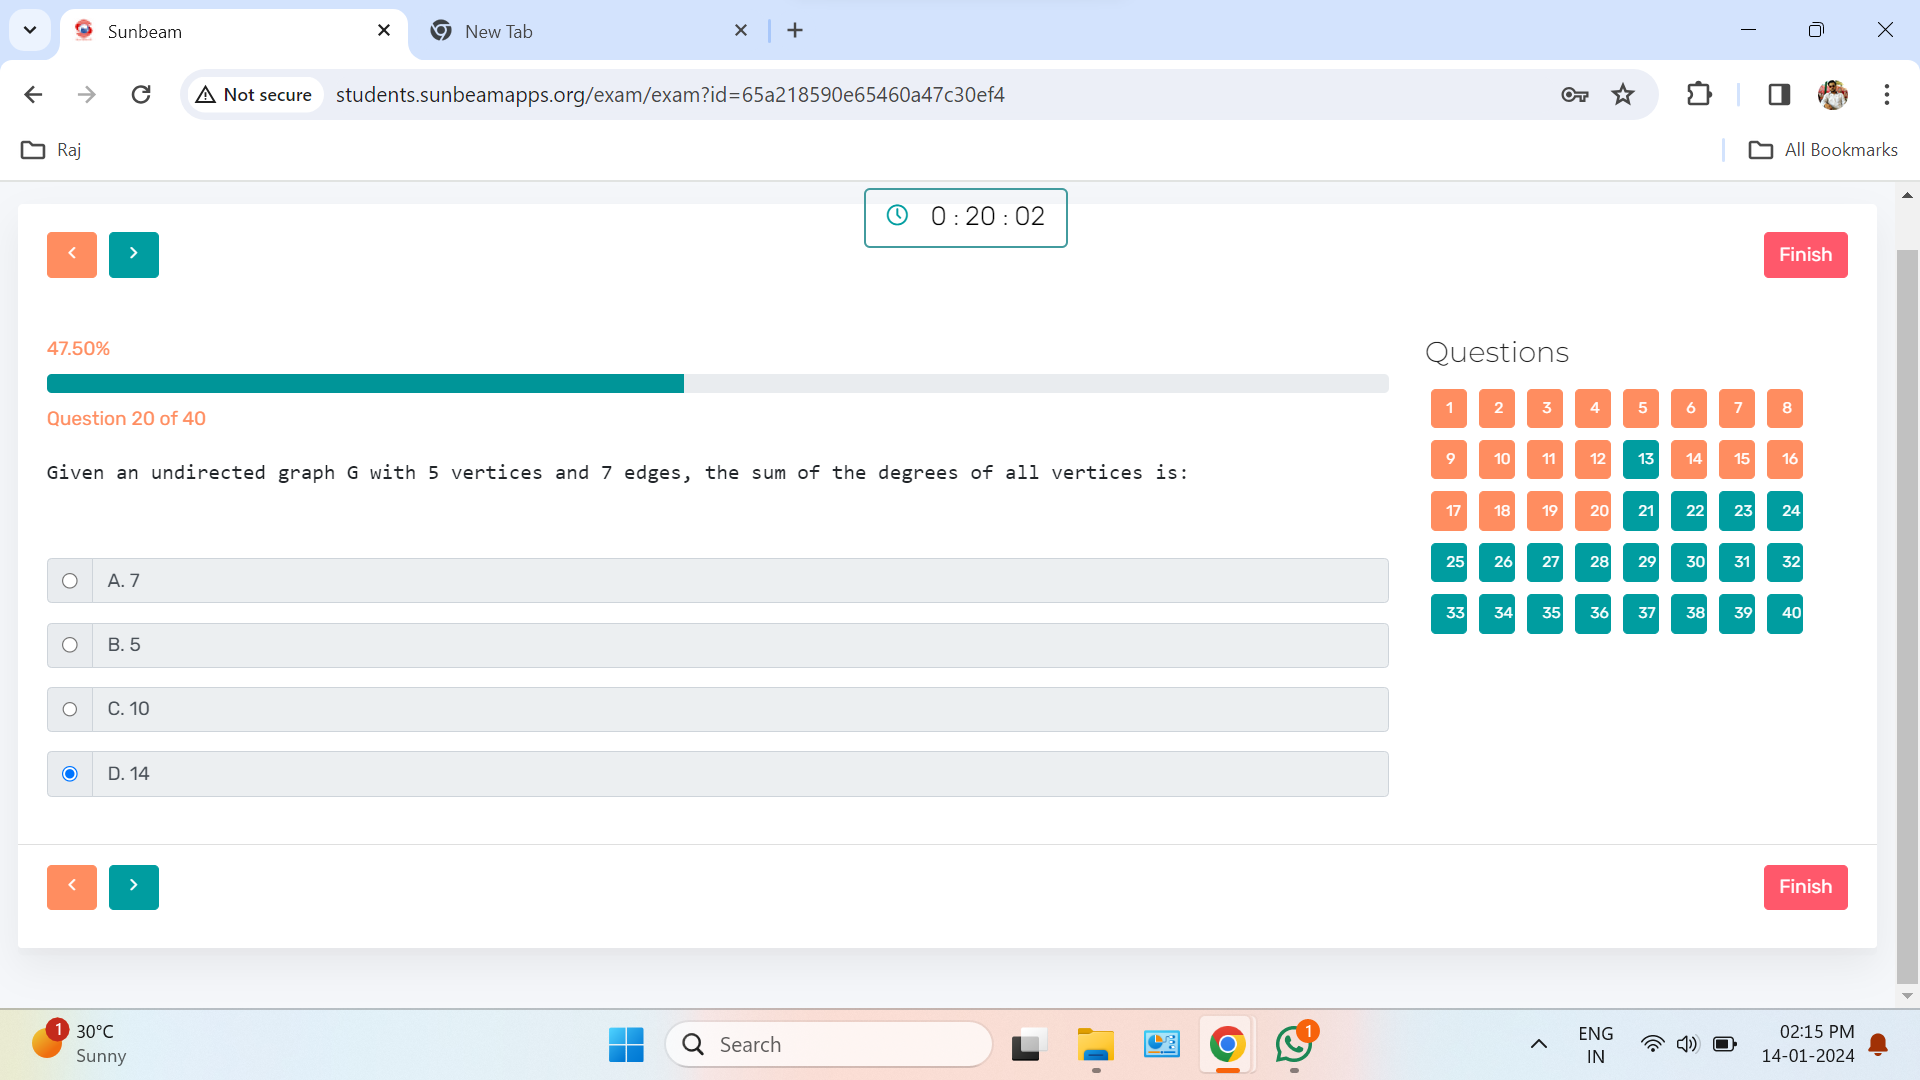 Sunbeam
New Tab
Not secure
students.sunbeamapps.org/exam/exam?id=65a218590e65460a47c30ef4
Raj
All Bookmarks
0 : 20 : 02
Finish
47.50%
Question 20 of 40
Given an undirected graph G with 5 vertices and 7 edges, the sum of the degrees of all vertices is:
A. 7
B. 5
C. 10
D. 14
Questions
1 2 3 4 5 6 7 8
9 10 11 12 13 14 15 16
17 18 19 20 21 22 23 24
25 26 27 28 29 30 31 32
33 34 35 36 37 38 39 40
Finish
1
30°C
Sunny
Search
1
ENG
IN
02:15 PM
14-01-2024